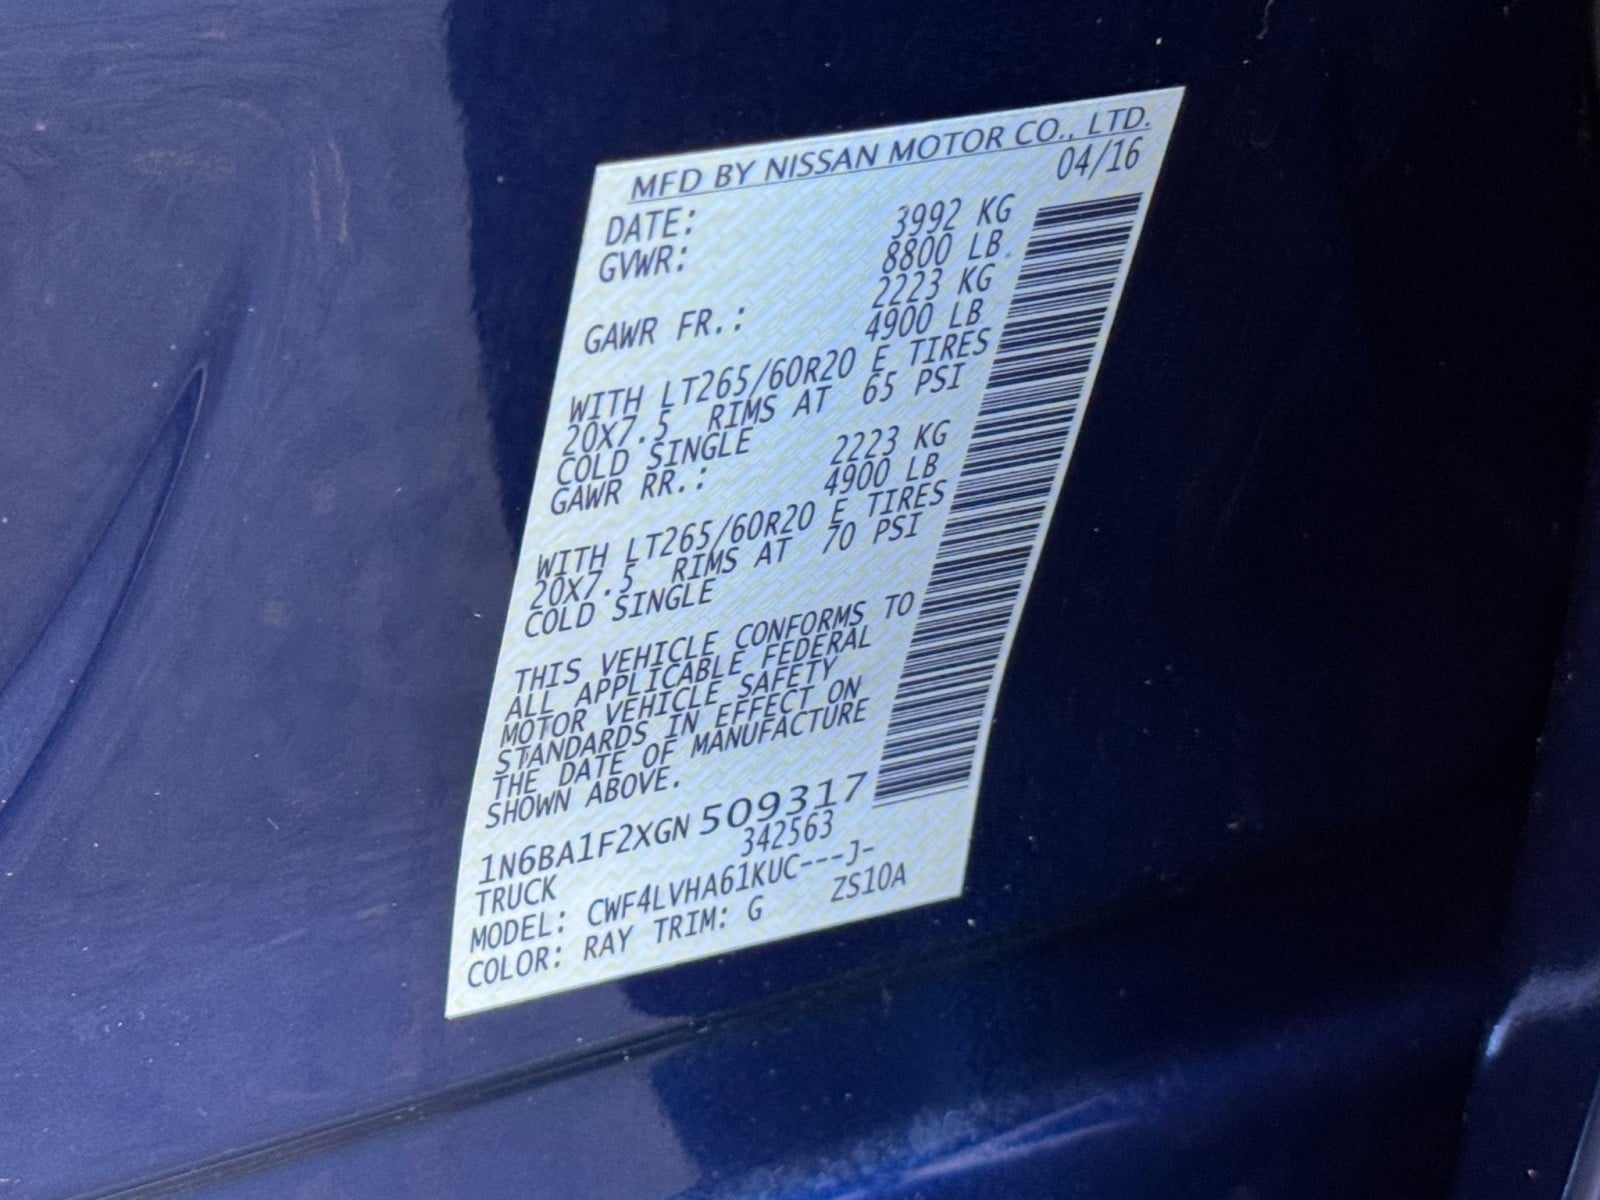 MFD BY NISSAN MOTOR CO., LTD.
DATE: 04/16
GVWR: 3992 KG
8800 LB
GAWR FR.: 2223 KG
4900 LB
WITH LT265/60R20 E TIRES
20X7.5 RIMS AT 65 PSI
COLD SINGLE
GAWR RR.: 2223 KG
4900 LB
WITH LT265/60R20 E TIRES
20X7.5 RIMS AT 70 PSI
COLD SINGLE
THIS VEHICLE CONFORMS TO
ALL APPLICABLE FEDERAL
MOTOR VEHICLE SAFETY
STANDARDS IN EFFECT ON
THE DATE OF MANUFACTURE
SHOWN ABOVE.
1N6BA1F2XGN 509317
TRUCK 342563
MODEL: CWF4LVHA61KUC---J-
COLOR: RAY TRIM: G ZS10A